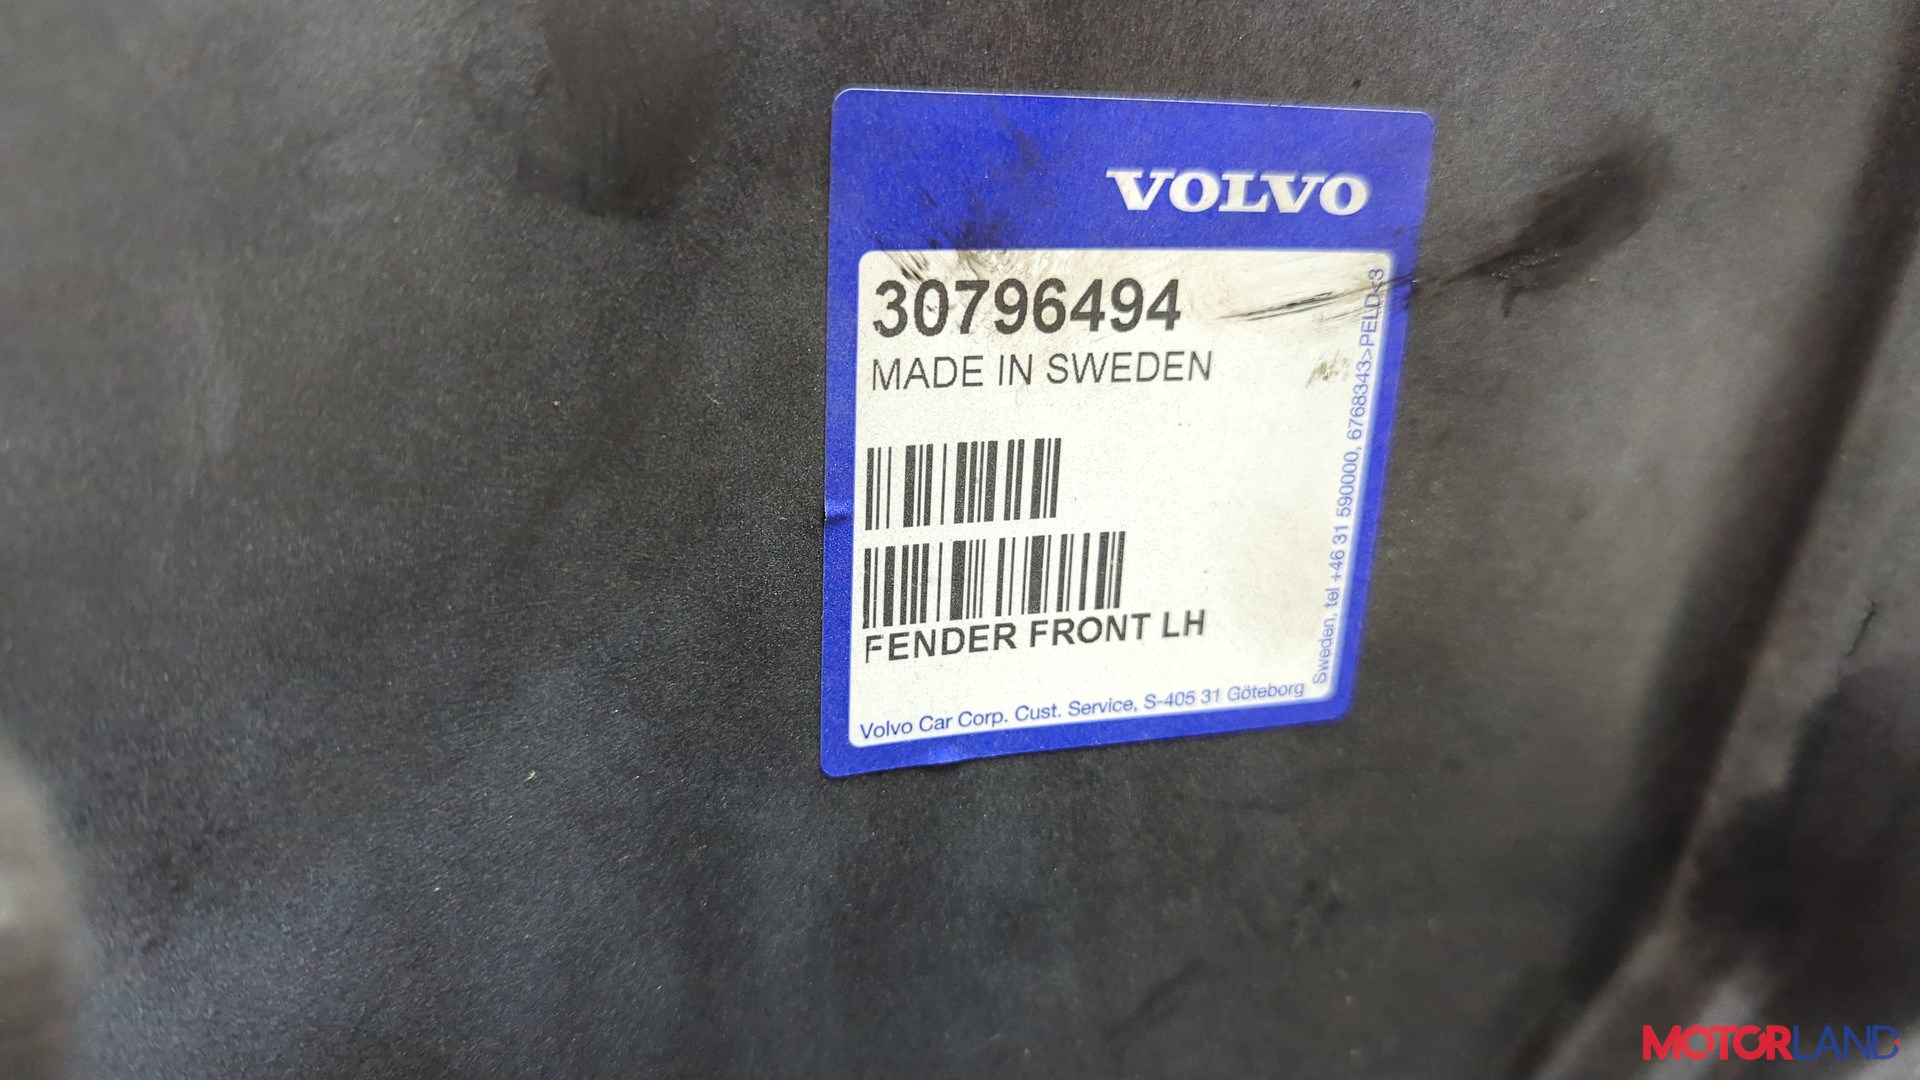 VOLVO
30796494
MADE IN SWEDEN
FENDER FRONT LH
Volvo Car Corp. Cust. Service, S-405 31 Göteborg
Sweden, tel +46 31 590000, 6768343>PELD<3
MOTORLAND